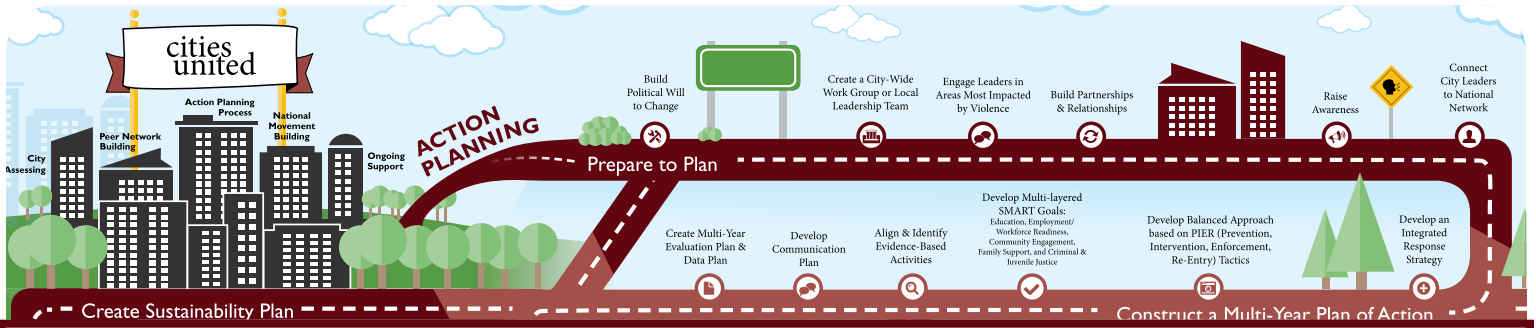 cities
united
Action Planning
Process
National
Movement
Building
Peer Network
Building
City
Assessing
Ongoing
Support
ACTION
PLANNING
Build
Political Will
to Change
Create a City-Wide
Work Group or Local
Leadership Team
Engage Leaders in
Areas Most Impacted
by Violence
Build Partnerships
& Relationships
Raise
Awareness
Connect
City Leaders
to National
Network
Prepare to Plan
Create Multi-Year
Evaluation Plan &
Data Plan
Develop
Communication
Plan
Align & Identify
Evidence-Based
Activities
Develop Multi-layered
SMART Goals:
Education, Employment/
Workforce Readiness,
Community Engagement,
Family Support, and Criminal &
Juvenile Justice
Develop Balanced Approach
based on PIER (Prevention,
Intervention, Enforcement,
Re-Entry) Tactics
Develop an
Integrated
Response
Strategy
Create Sustainability Plan
Construct a Multi-Year Plan of Action